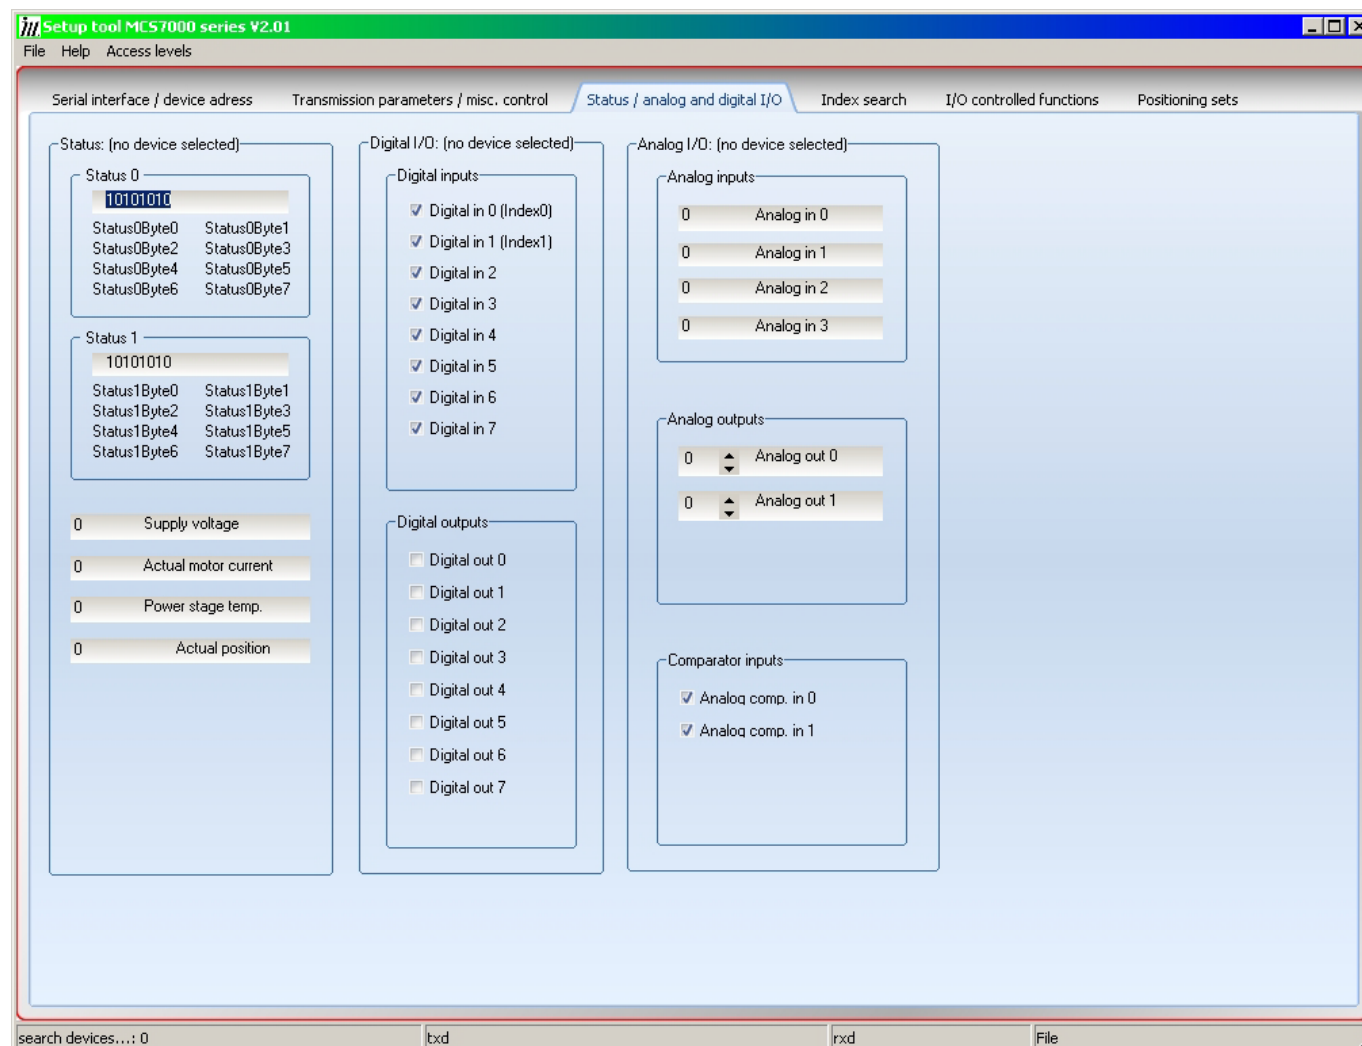 Setup tool MCS7000 series V2.01
File Help Access levels
Serial interface / device adress Transmission parameters / misc. control Status / analog and digital I/O Index search I/O controlled functions Positioning sets
Status: (no device selected)
Status 0
10101010
Status0Byte0 Status0Byte1
Status0Byte2 Status0Byte3
Status0Byte4 Status0Byte5
Status0Byte6 Status0Byte7
Status 1
10101010
Status1Byte0 Status1Byte1
Status1Byte2 Status1Byte3
Status1Byte4 Status1Byte5
Status1Byte6 Status1Byte7
0 Supply voltage
0 Actual motor current
0 Power stage temp.
0 Actual position
Digital I/O: (no device selected)
Digital inputs
Digital in 0 (Index0)
Digital in 1 (Index1)
Digital in 2
Digital in 3
Digital in 4
Digital in 5
Digital in 6
Digital in 7
Digital outputs
Digital out 0
Digital out 1
Digital out 2
Digital out 3
Digital out 4
Digital out 5
Digital out 6
Digital out 7
Analog I/O: (no device selected)
Analog inputs
0 Analog in 0
0 Analog in 1
0 Analog in 2
0 Analog in 3
Analog outputs
0 Analog out 0
0 Analog out 1
Comparator inputs
Analog comp. in 0
Analog comp. in 1
search devices...: 0 txd rxd File